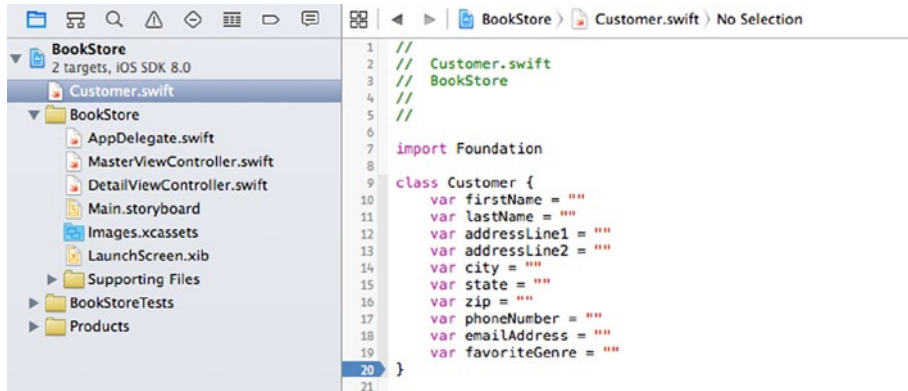 BookStore
2 targets, iOS SDK 8.0
Customer.swift
BookStore
AppDelegate.swift
MasterViewController.swift
DetailViewController.swift
Main.storyboard
Images.xcassets
LaunchScreen.xib
Supporting Files
BookStoreTests
Products
BookStore Customer.swift No Selection
1 //
2 // Customer.swift
3 // BookStore
4 //
5 //
6
7 import Foundation
8
9 class Customer {
10 var firstName = ""
11 var lastName = ""
12 var addressLine1 = ""
13 var addressLine2 = ""
14 var city = ""
15 var state = ""
16 var zip = ""
17 var phoneNumber = ""
18 var emailAddress = ""
19 var favoriteGenre = ""
20 }
21